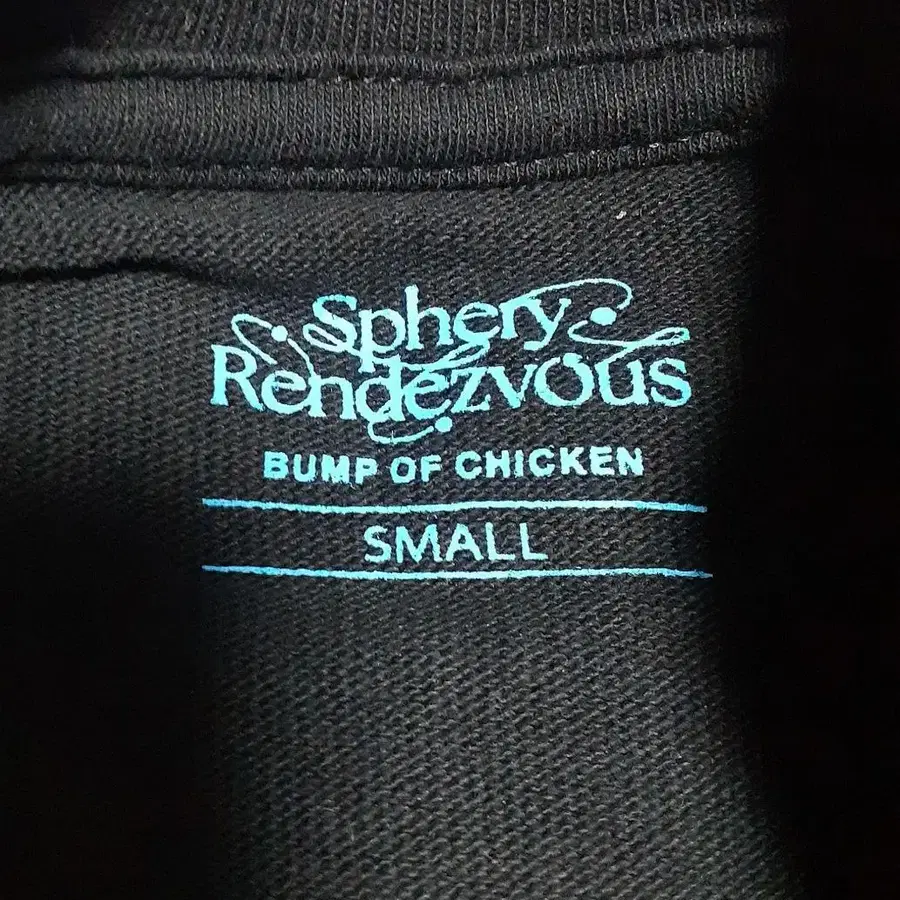 Sphery
Rendezvous
BUMP OF CHICKEN
SMALL